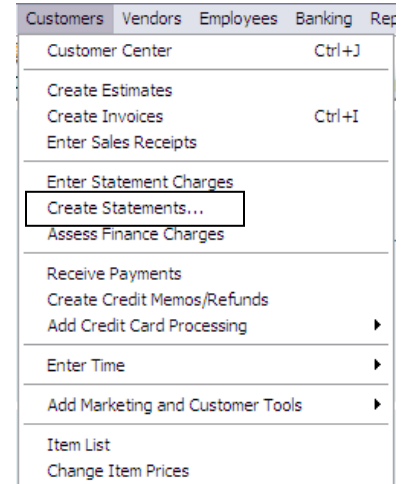 Customers Vendors Employees Banking Rep
Customer Center Ctrl+J
Create Estimates
Create Invoices Ctrl+I
Enter Sales Receipts
Enter Statement Charges
Create Statements...
Assess Finance Charges
Receive Payments
Create Credit Memos/Refunds
Add Credit Card Processing
Enter Time
Add Marketing and Customer Tools
Item List
Change Item Prices